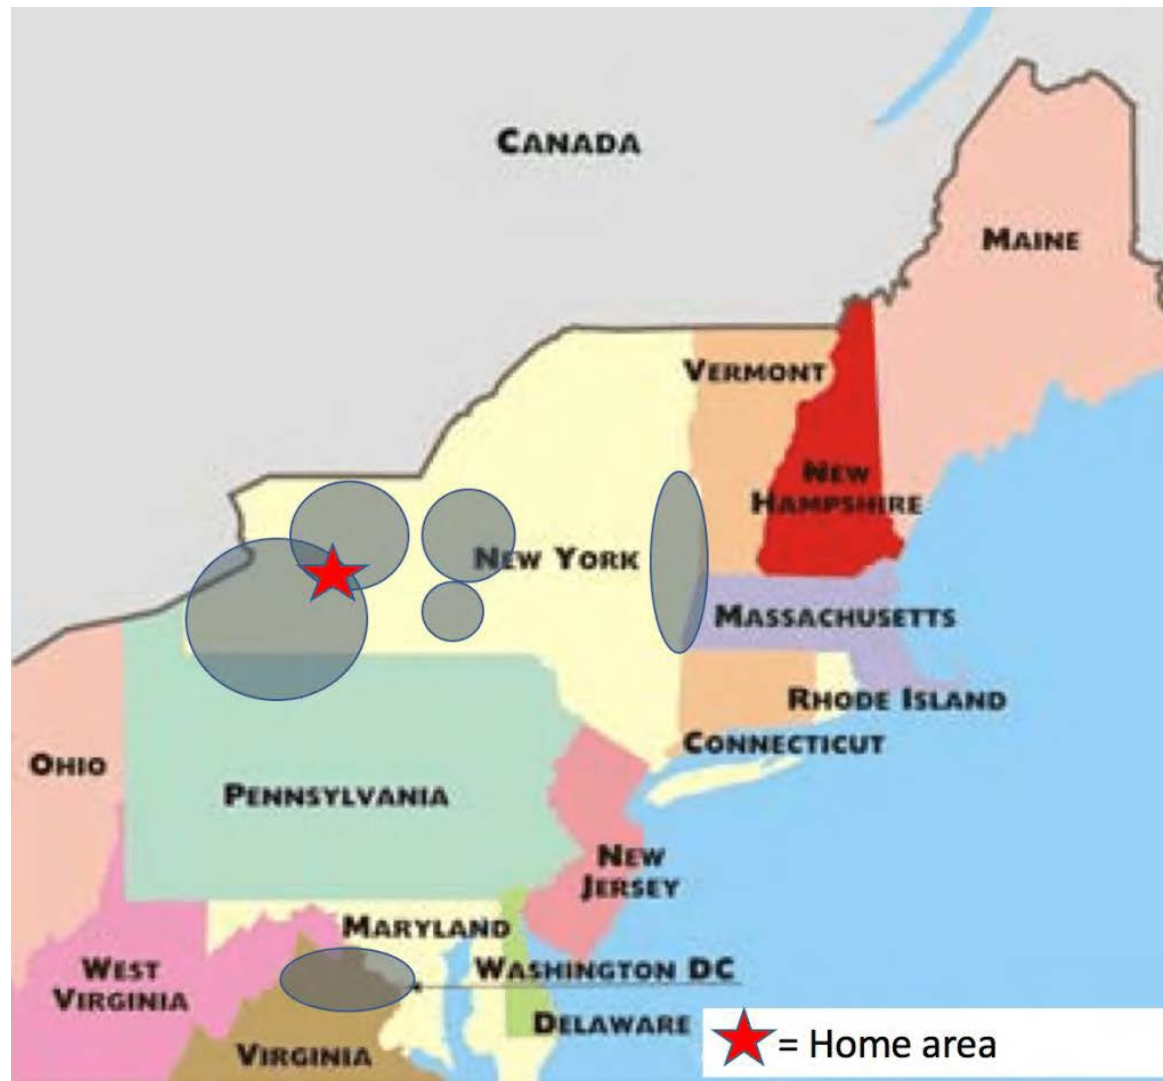 CANADA
MAINE
VERMONT
NEW
HAMPSHIRE
NEW YORK
MASSACHUSETTS
RHODE ISLAND
CONNECTICUT
OHIO
PENNSYLVANIA
NEW
JERSEY
MARYLAND
WEST
VIRGINIA
WASHINGTON DC
DELAWARE
VIRGINIA
= Home area